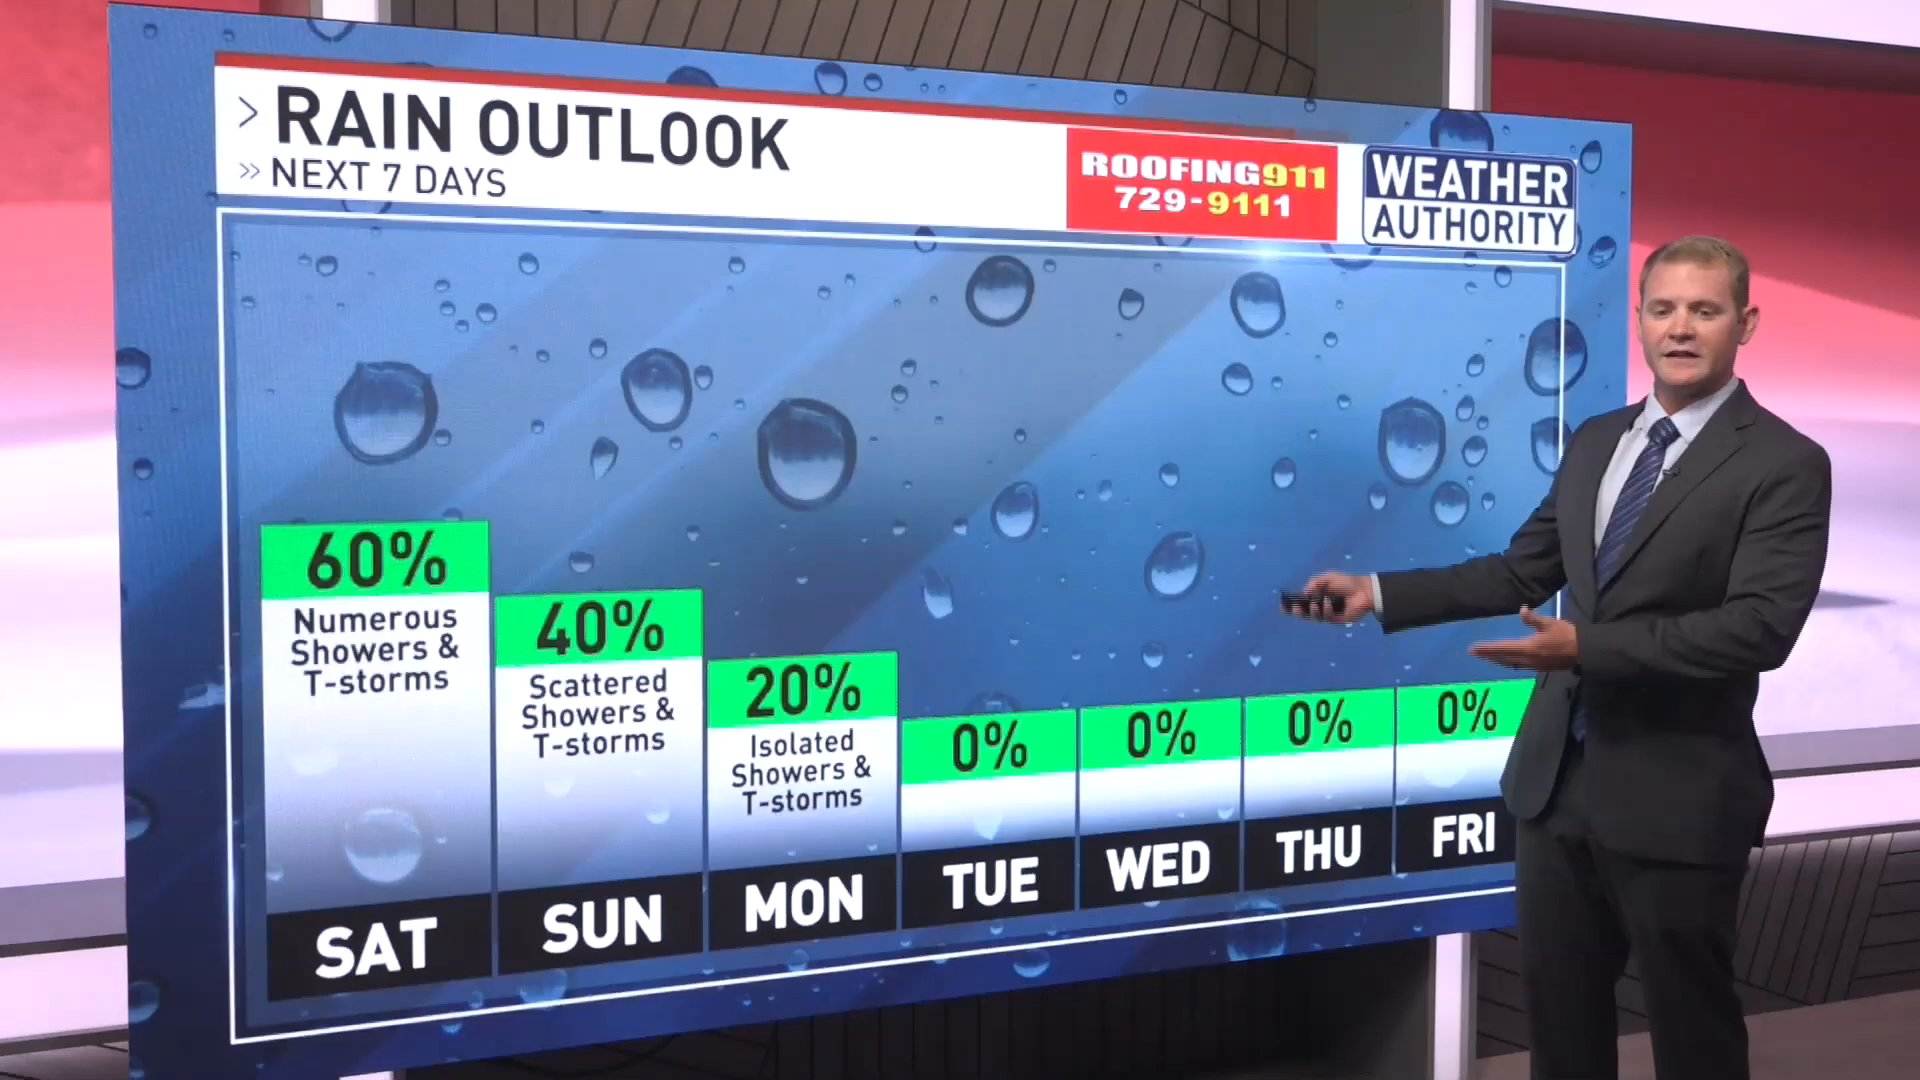 > RAIN OUTLOOK
» NEXT 7 DAYS
ROOFING911
729-9111
WEATHER
AUTHORITY
60%
Numerous
Showers &
T-storms
SAT
40%
Scattered
Showers &
T-storms
SUN
20%
Isolated
Showers &
T-storms
MON
0%
TUE
0%
WED
0%
THU
0%
FRI